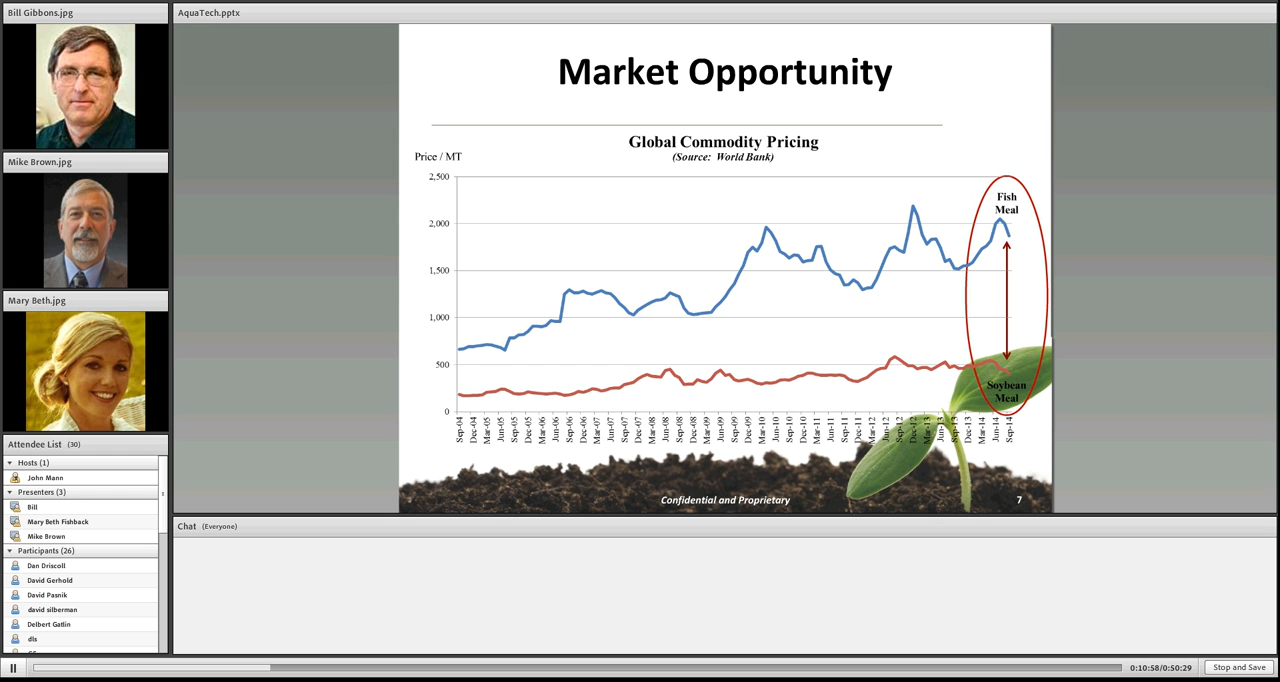 Bill Gibbons.jpg
Mike Brown.jpg
Mary Beth.jpg
Attendee List (30)
Hosts (1)
John Mann
Presenters (3)
Bill
Mary Beth Fishback
Mike Brown
Participants (26)
Dan Driscoll
David Gerhold
David Pasnik
david silberman
Delbert Gatlin
dls
AquaTech.pptx
Market Opportunity
Global Commodity Pricing
(Source: World Bank)
Price / MT
2,500
2,000
1,500
1,000
500
0
Fish
Meal
Soybean
Meal
Sep-04
Dec-04
Mar-05
Jun-05
Sep-05
Dec-05
Mar-06
Jun-06
Sep-06
Dec-06
Mar-07
Jun-07
Sep-07
Dec-07
Mar-08
Jun-08
Sep-08
Dec-08
Mar-09
Jun-09
Sep-09
Dec-09
Mar-10
Jun-10
Sep-10
Dec-10
Mar-11
Jun-11
Sep-11
Dec-11
Mar-12
Jun-12
Sep-12
Dec-12
Mar-13
Jun-13
Sep-13
Dec-13
Mar-14
Jun-14
Sep-14
Confidential and Proprietary
7
Chat (Everyone)
0:10:58/0:50:29
Stop and Save